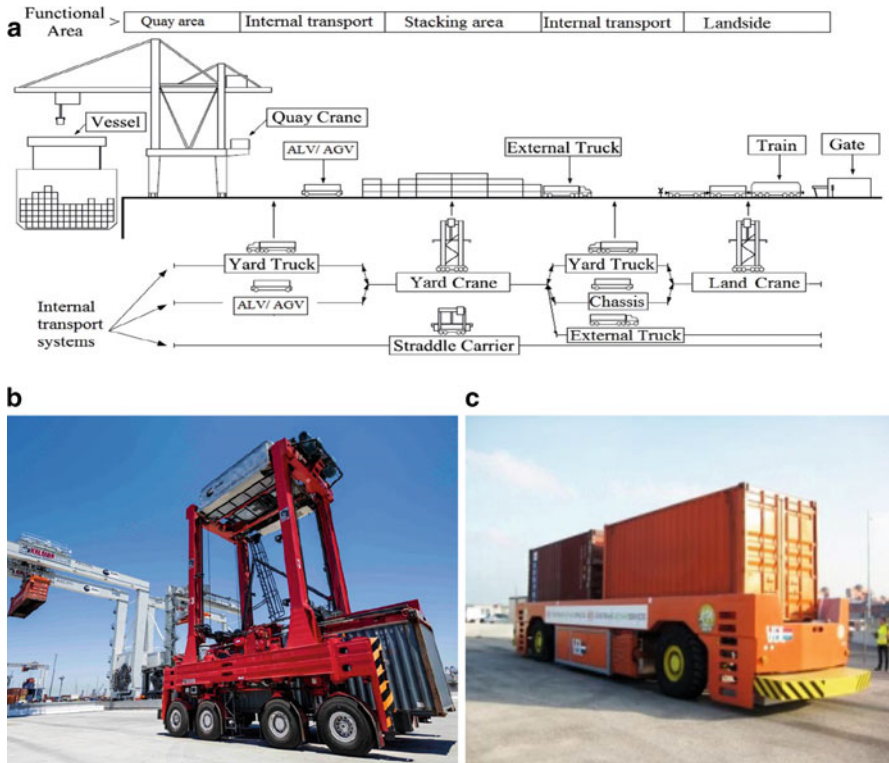 a
Functional Area > Quay area Internal transport Stacking area Internal transport Landside
Vessel
Quay Crane
ALV/ AGV
External Truck
Train
Gate
Yard Truck
Yard Crane
Yard Truck
Land Crane
Internal transport systems
ALV/ AGV
Chassis
External Truck
Straddle Carrier
b
c